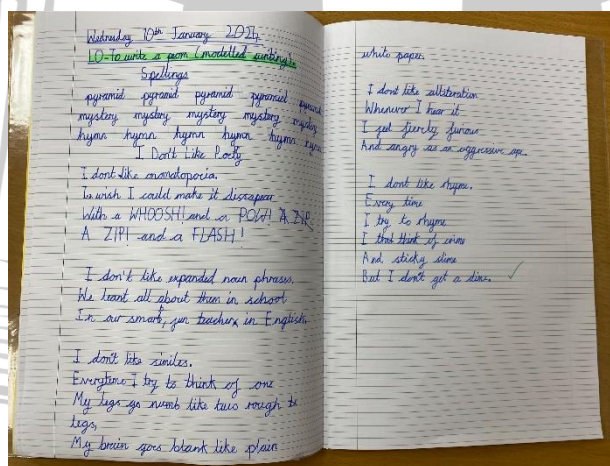 Wednesday 10th January 2024
LO-To write a poem (modelled writing).
Spellings
pyramid pyramid pyramid pyramid pyramid
mystery mystery mystery mystery mystery
hymn hymn hymn hymn hymn hymn
I Don't Like Poetry
I dont like onomatopoeia.
I wish I could make it dissapear
With a WHOOSH! and a POW! A ZIP
A ZIP! and a FLASH!
I don't like expanded noun phrases.
We learnt all about them in school
In our smart, fun teachers in English.
I don't like similes.
Everytime I try to think of one
My legs go numb like two rough
legs,
My brain goes blank like plain
white paper.
I dont like alliteration
Whenever I hear it
I feel fiercly furious
And angry as an aggressive ape.
I dont like rhyme.
Every time
I try to rhyme
I think of crime
And sticky slime
But I don't get a dime.